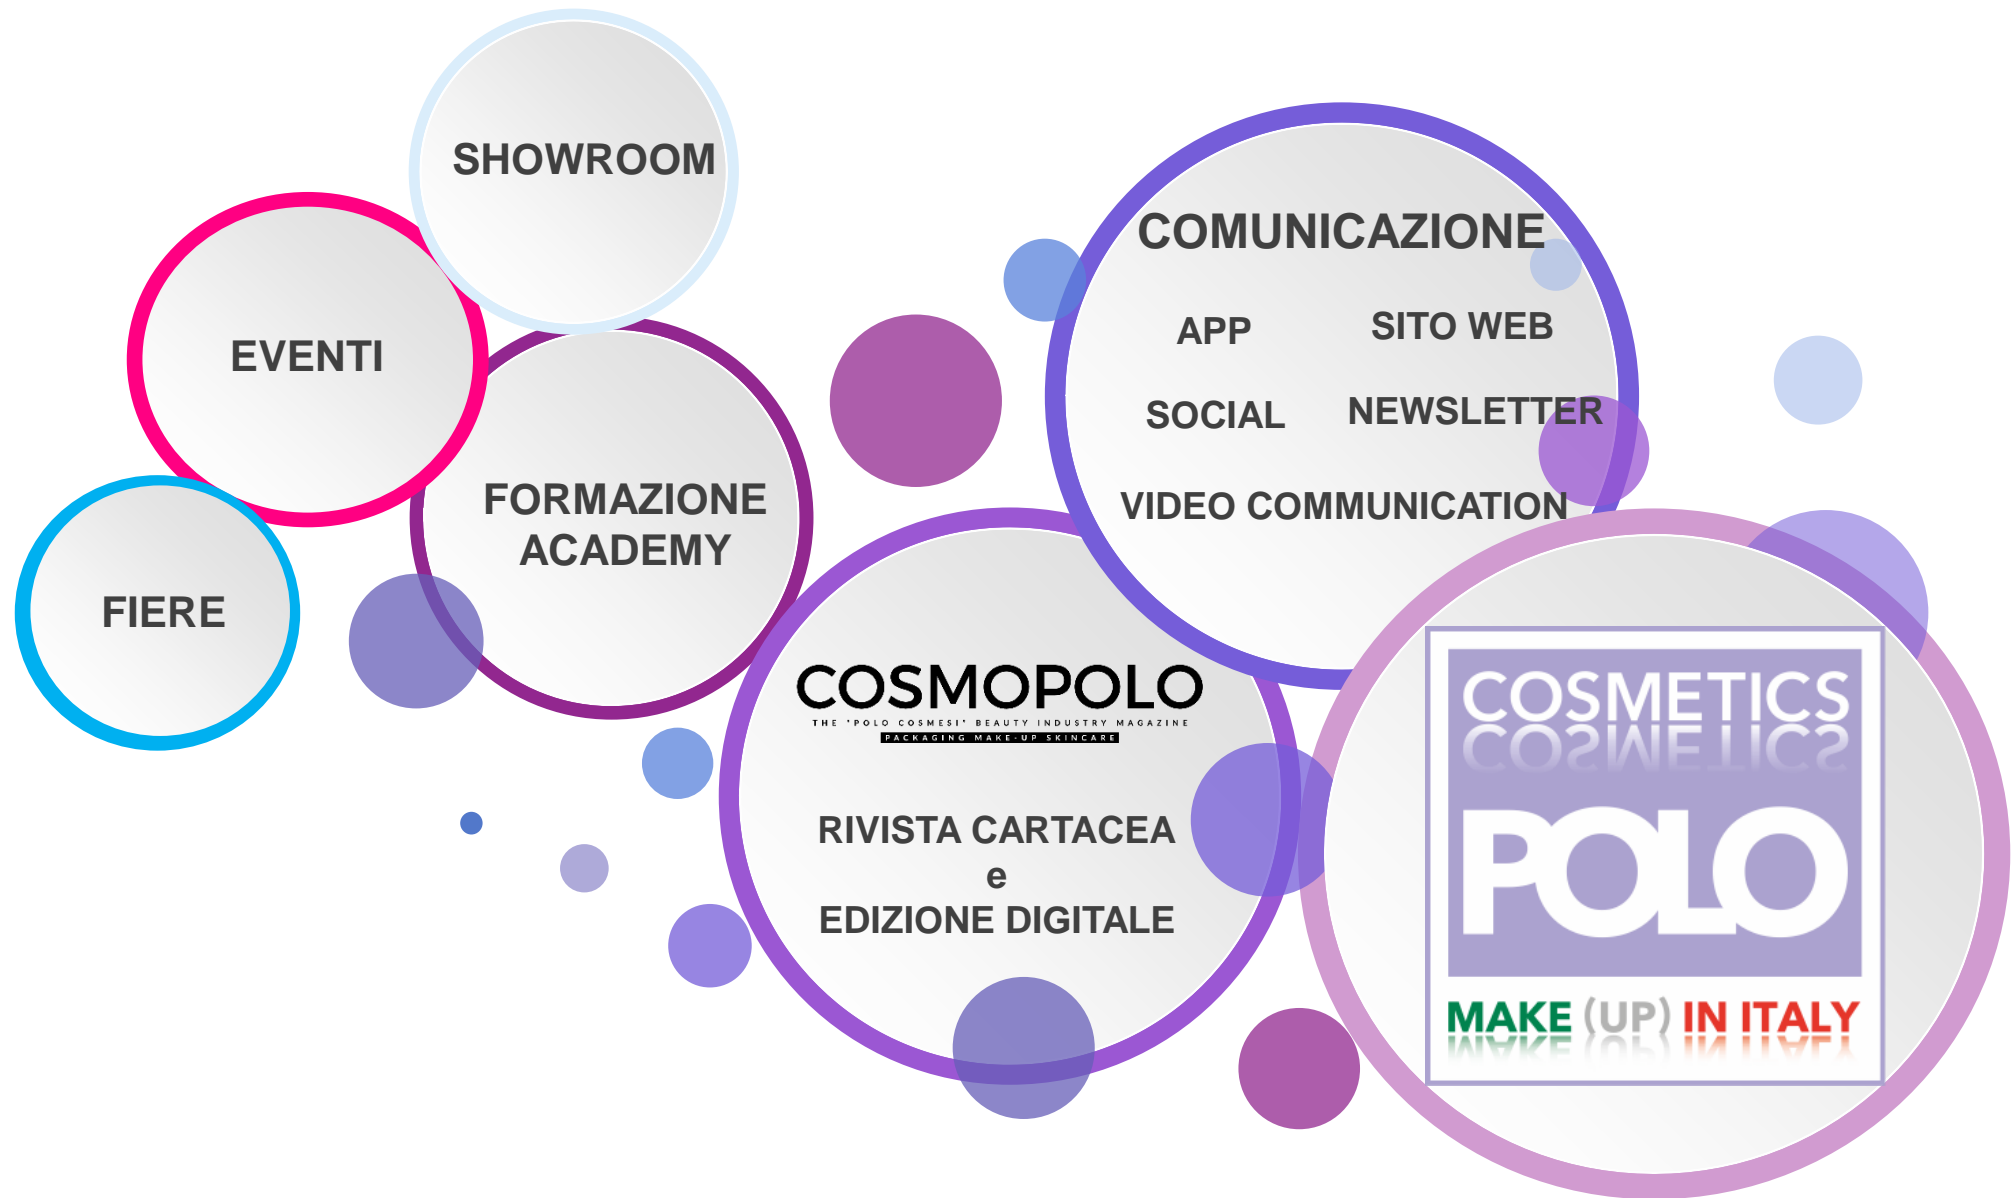 SHOWROOM
EVENTI
FORMAZIONE
ACADEMY
FIERE
COMUNICAZIONE
APP
SITO WEB
SOCIAL
NEWSLETTER
VIDEO COMMUNICATION
COSMOPOLO
THE "POLO COSMESI" BEAUTY INDUSTRY MAGAZINE
PACKAGING MAKE-UP SKINCARE
RIVISTA CARTACEA
e
EDIZIONE DIGITALE
COSMETICS
POLO
MAKE (UP) IN ITALY